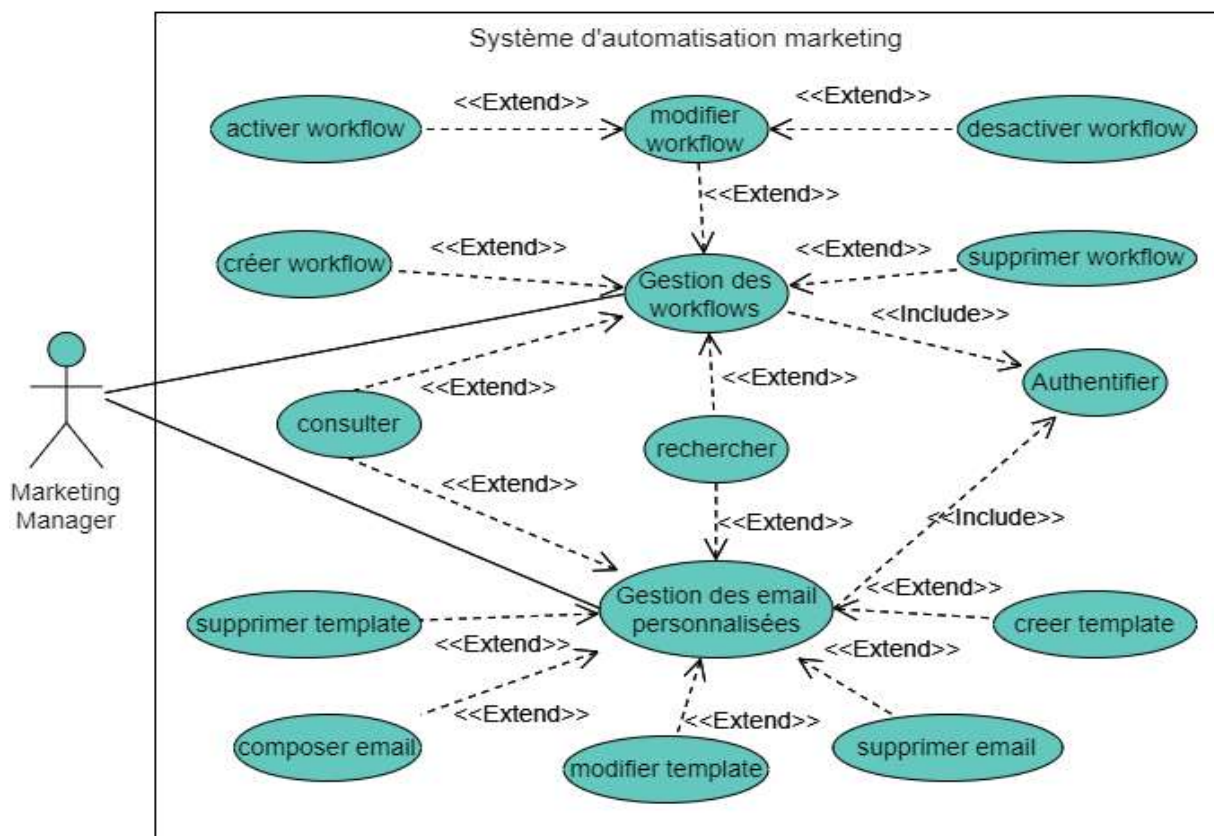 Système d'automatisation marketing
<<Extend>>
<<Extend>>
activer workflow
modifier
workflow
desactiver workflow
<<Extend>>
<<Extend>>
<<Extend>>
créer workflow
Gestion des
workflows
supprimer workflow
<<Include>>
<<Extend>>
<<Extend>>
Authentifier
consulter
rechercher
Marketing
Manager
<<Extend>>
<<Extend>>
<<Include>>
Gestion des email
personnalisées
<<Extend>>
supprimer template
creer template
<<Extend>>
<<Extend>>
<<Extend>>
<<Extend>>
composer email
modifier template
supprimer email